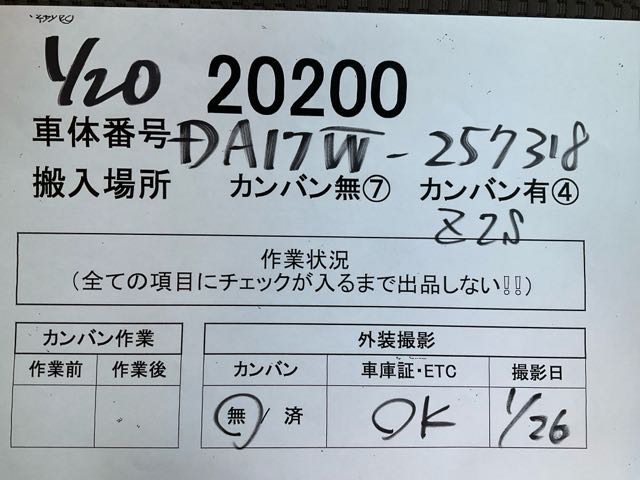 1/20 20200
車体番号 DA17W-257318
搬入場所 カンバン無⑦ カンバン有④
Z2S
作業状況
(全ての項目にチェックが入るまで出品しない!!)
カンバン作業 外装撮影
作業前 作業後 カンバン 車庫証・ETC 撮影日
無 / 済 OK 1/26